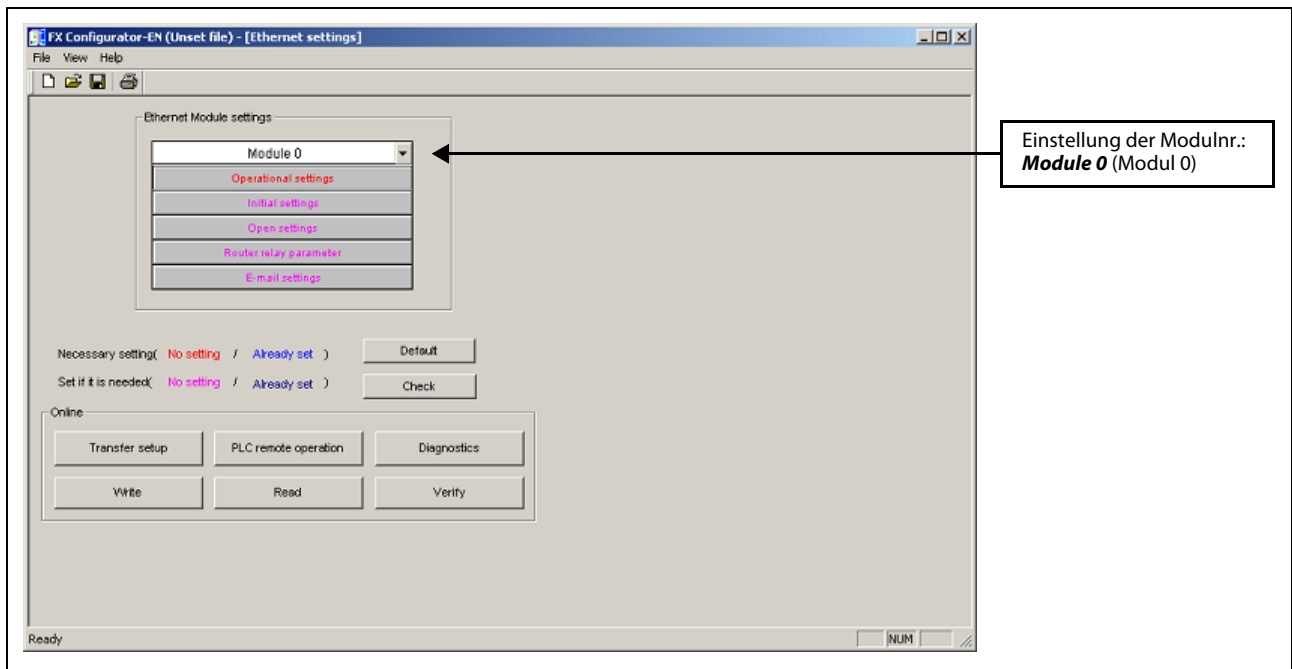 FX Configurator-EN (Unset file) - [Ethernet settings]
File View Help
Ethernet Module settings
Module 0
Operational settings
Initial settings
Open settings
Router relay parameter
E-mail settings
Einstellung der Modulnr.:
Module 0 (Modul 0)
Necessary setting( No setting / Already set )
Default
Set if it is needed( No setting / Already set )
Check
Online
Transfer setup
PLC remote operation
Diagnostics
Write
Read
Verify
Ready
NUM